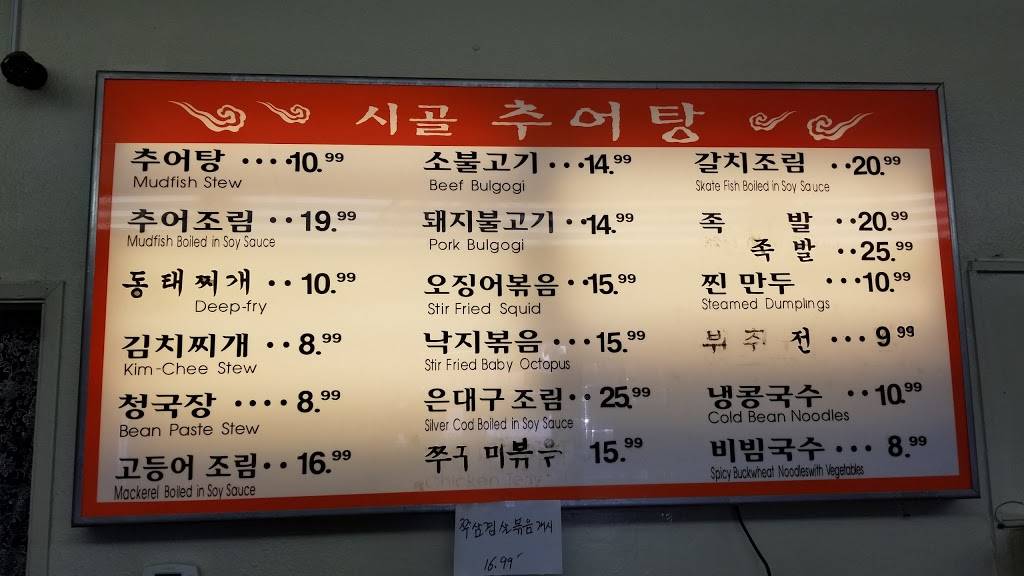 시골 추어탕
추어탕 ···· 10.99
Mudfish Stew
추어조림 ·· 19.99
Mudfish Boiled in Soy Sauce
동태찌개 ·· 10.99
Deep-fry
김치찌개 ·· 8.99
Kim-Chee Stew
청국장 ···· 8.99
Bean Paste Stew
고등어 조림 ·· 16.99
Mackerel Boiled in Soy Sauce
소불고기 ··· 14.99
Beef Bulgogi
돼지불고기 ·· 14.99
Pork Bulgogi
오징어볶음 ·· 15.99
Stir Fried Squid
낙지볶음 ··· 15.99
Stir Fried Baby Octopus
은대구 조림 ·· 25.99
Silver Cod Boiled in Soy Sauce
15.99
갈치조림 ·· 20.99
Skate Fish Boiled in Soy Sauce
족 발 ·· 20.99
족 발 ·· 25.99
찐 만두 ··· 10.99
Steamed Dumplings
부 추 전 ··· 9.99
냉콩국수 ·· 10.99
Cold Bean Noodles
비빔국수 ··· 8.99
Spicy Buckwheat Noodleswith Vegetables
16.99